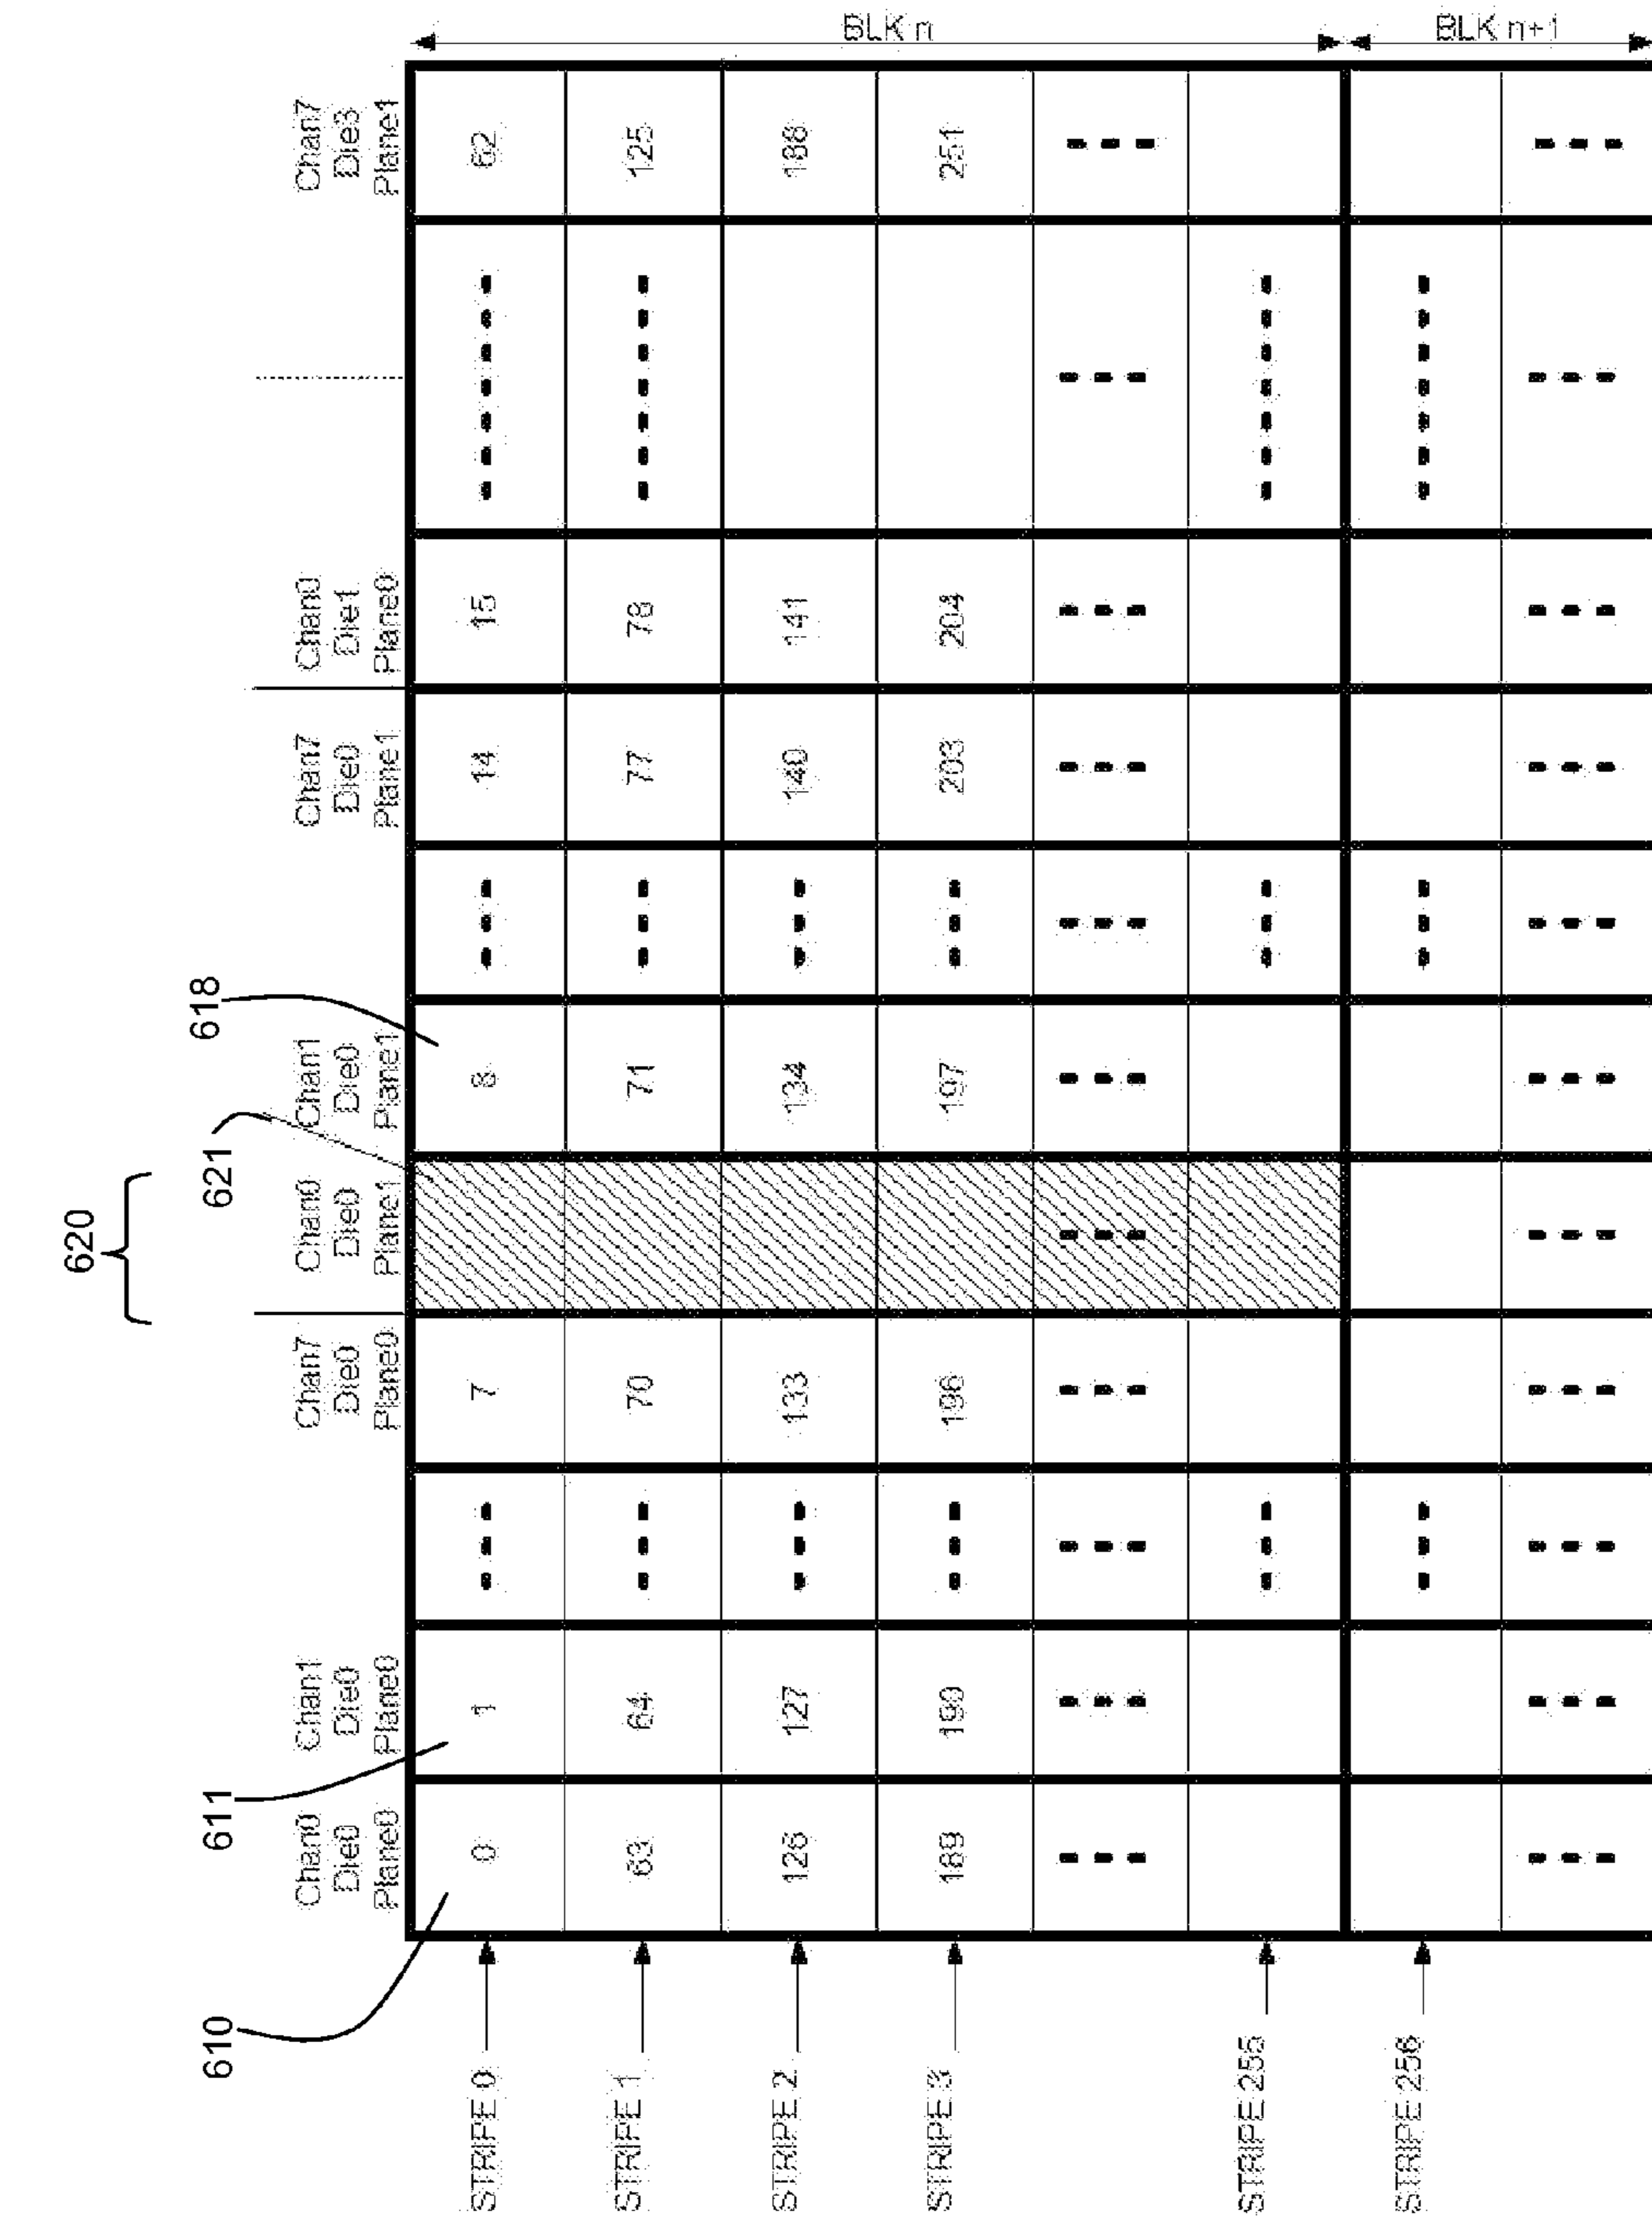 620
610 611 621 618
Chan0 Chan1 Chan7 Chan0 Chan1 Chan7 Chan0 Chan7
Die0 Die0 Die0 Die0 Die0 Die0 Die1 Die3
Plane0 Plane0 Plane0 Plane1 Plane1 Plane1 Plane0 Plane1
STRIPE 0 0 1 7 8 14 15 62
STRIPE 1 63 64 70 71 77 78 125
STRIPE 2 126 127 133 134 140 141 188
STRIPE 3 189 190 196 197 203 204 251
STRIPE 255
STRIPE 256
BLK n
BLK n+1